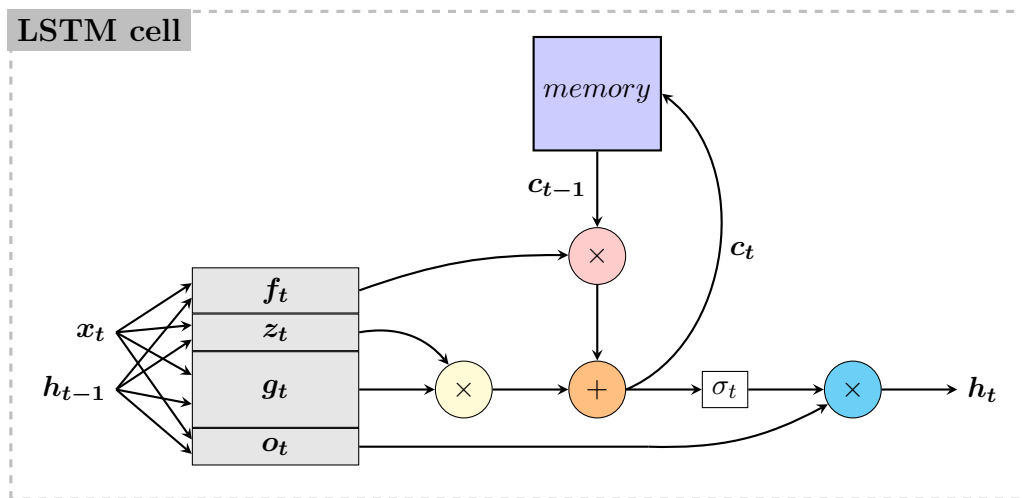 LSTM cell
memory
c_{t-1}
×
c_t
f_t
x_t
z_t
h_{t-1}
g_t
×
+
σ_t
×
h_t
o_t